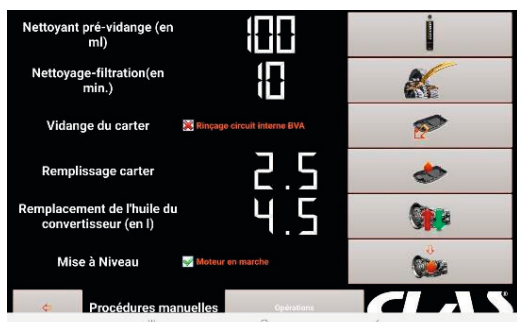 Nettoyant pré-vidange (en
ml)
100
Nettoyage-filtration(en
min.)
10
Vidange du carter
Rinçage circuit interne BVA
Remplissage carter
2.5
Remplacement de l'huile du
convertisseur (en l)
4.5
Mise à Niveau
Moteur en marche
Procédures manuelles
Opérations
CLAS